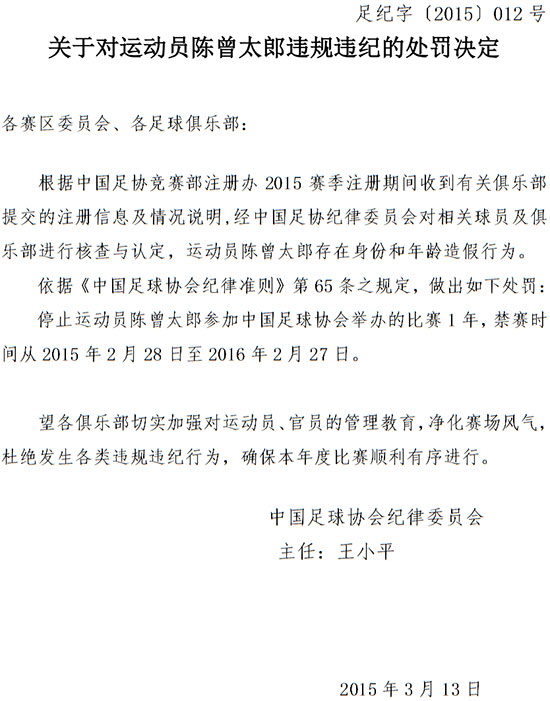 足纪字〔2015〕012 号
关于对运动员陈曾太郎违规违纪的处罚决定
各赛区委员会、各足球俱乐部：
根据中国足协竞赛部注册办 2015 赛季注册期间收到有关俱乐部
提交的注册信息及情况说明,经中国足协纪律委员会对相关球员及俱
乐部进行核查与认定，运动员陈曾太郎存在身份和年龄造假行为。
依据《中国足球协会纪律准则》第 65 条之规定，做出如下处罚：
停止运动员陈曾太郎参加中国足球协会举办的比赛 1 年，禁赛时
间从 2015 年 2 月 28 日至 2016 年 2 月 27 日。
望各俱乐部切实加强对运动员、官员的管理教育,净化赛场风气，
杜绝发生各类违规违纪行为，确保本年度比赛顺利有序进行。
中国足球协会纪律委员会
主任：王小平
2015 年 3 月 13 日